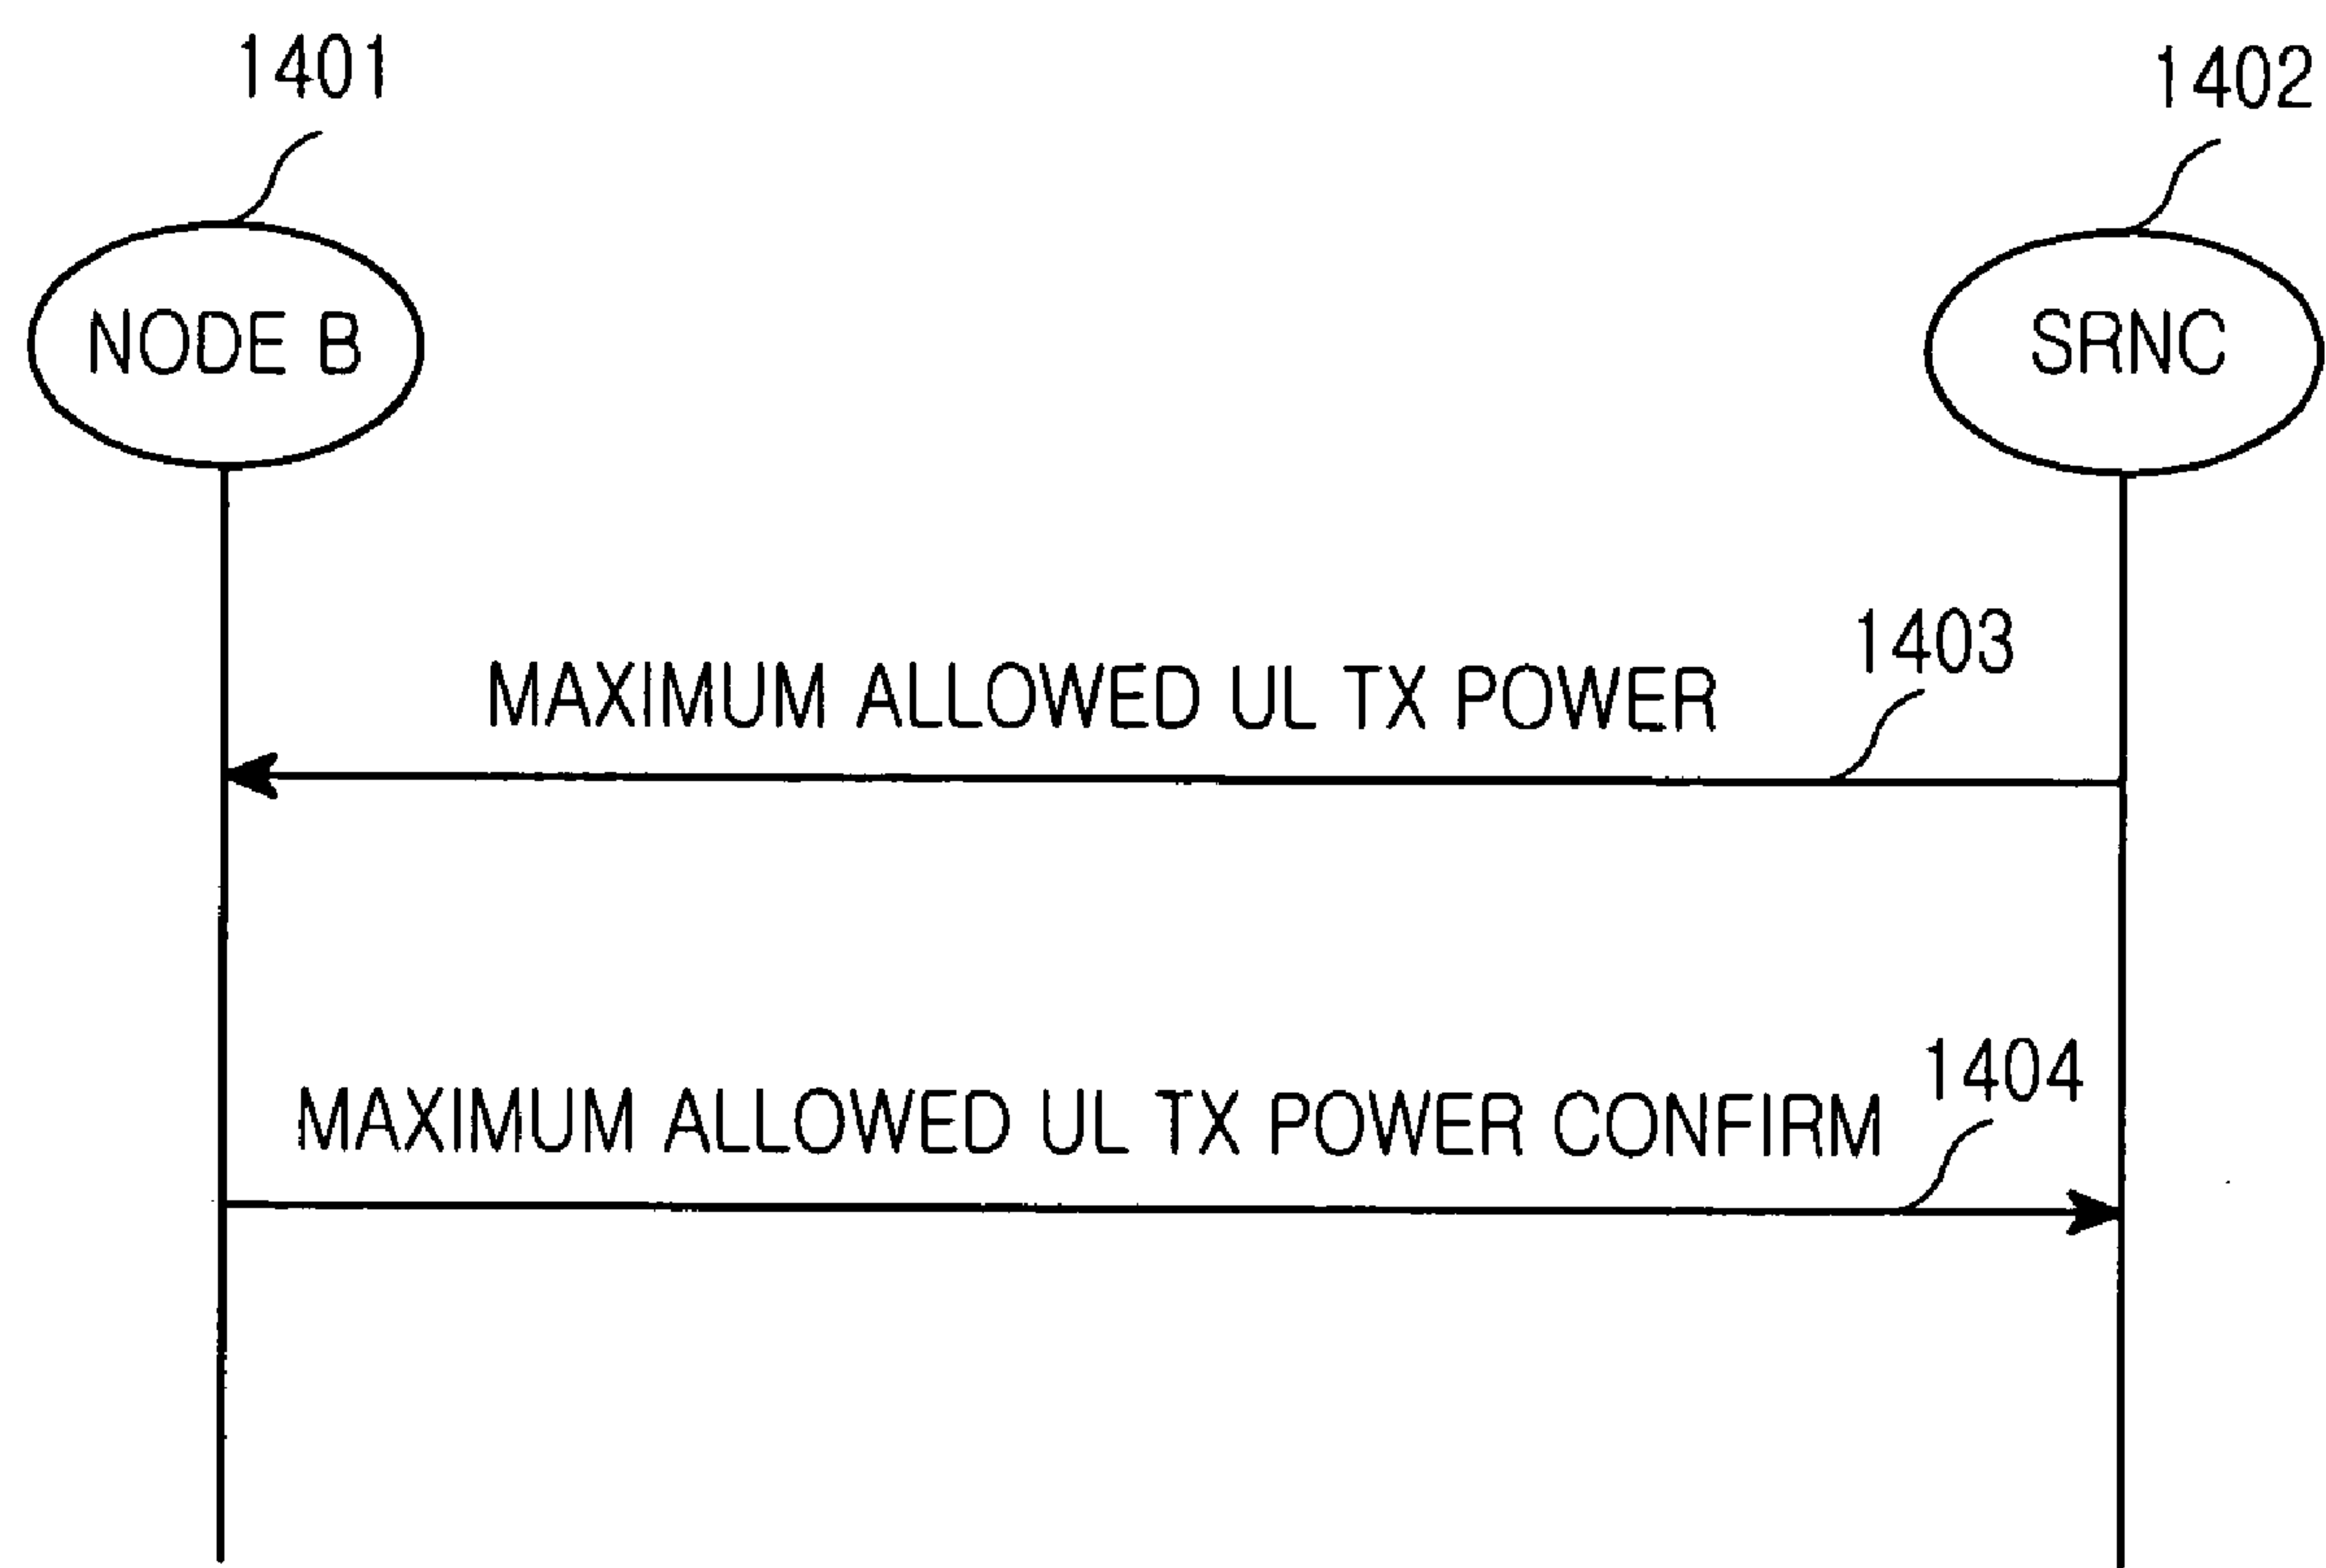 1401
1402
NODE B
SRNC
1403
MAXIMUM ALLOWED UL TX POWER
1404
MAXIMUM ALLOWED UL TX POWER CONFIRM